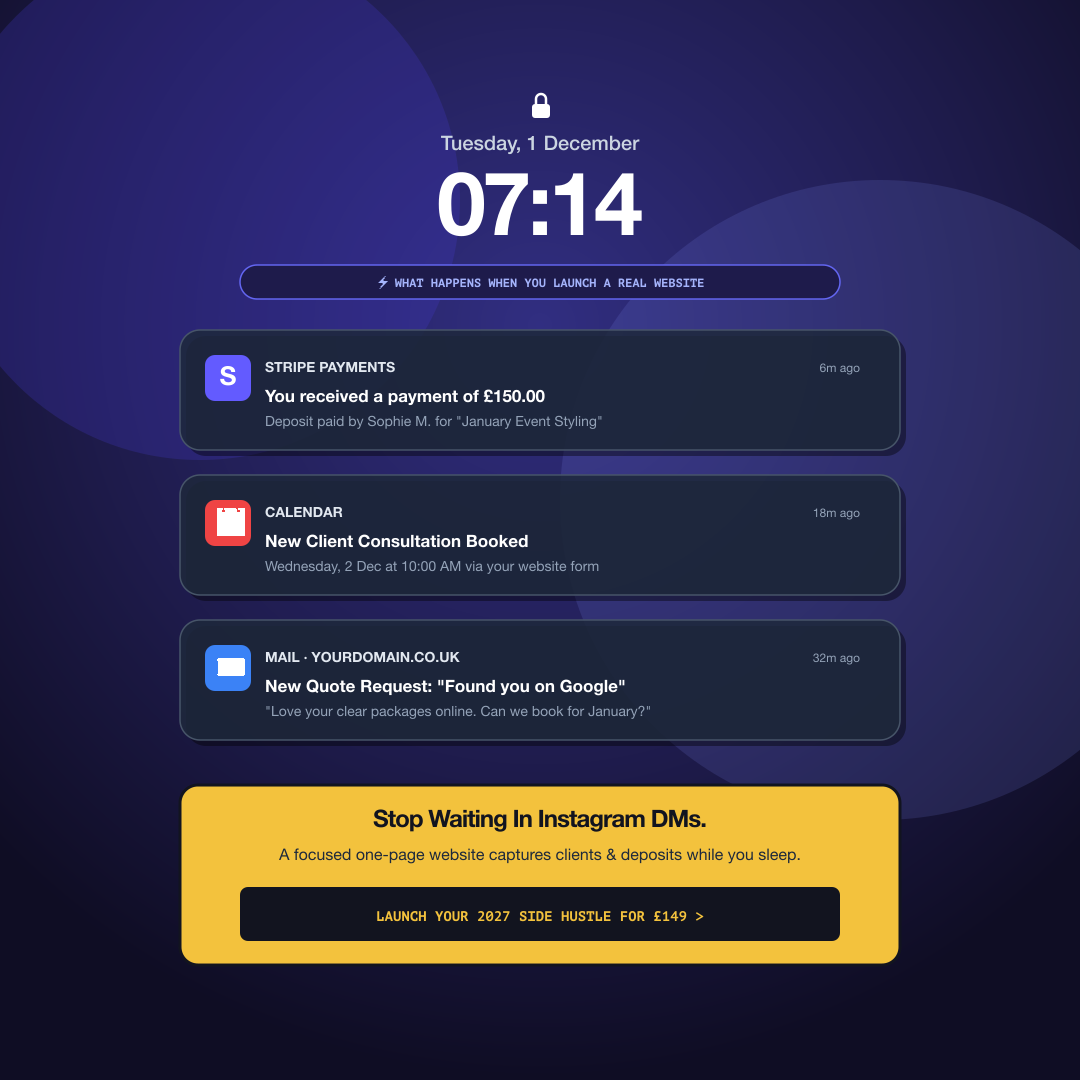 Tuesday, 1 December
07:14
⚡ WHAT HAPPENS WHEN YOU LAUNCH A REAL WEBSITE
S
STRIPE PAYMENTS
6m ago
You received a payment of £150.00
Deposit paid by Sophie M. for "January Event Styling"
CALENDAR
18m ago
New Client Consultation Booked
Wednesday, 2 Dec at 10:00 AM via your website form
MAIL · YOURDOMAIN.CO.UK
32m ago
New Quote Request: "Found you on Google"
"Love your clear packages online. Can we book for January?"
Stop Waiting In Instagram DMs.
A focused one-page website captures clients & deposits while you sleep.
LAUNCH YOUR 2027 SIDE HUSTLE FOR £149 >